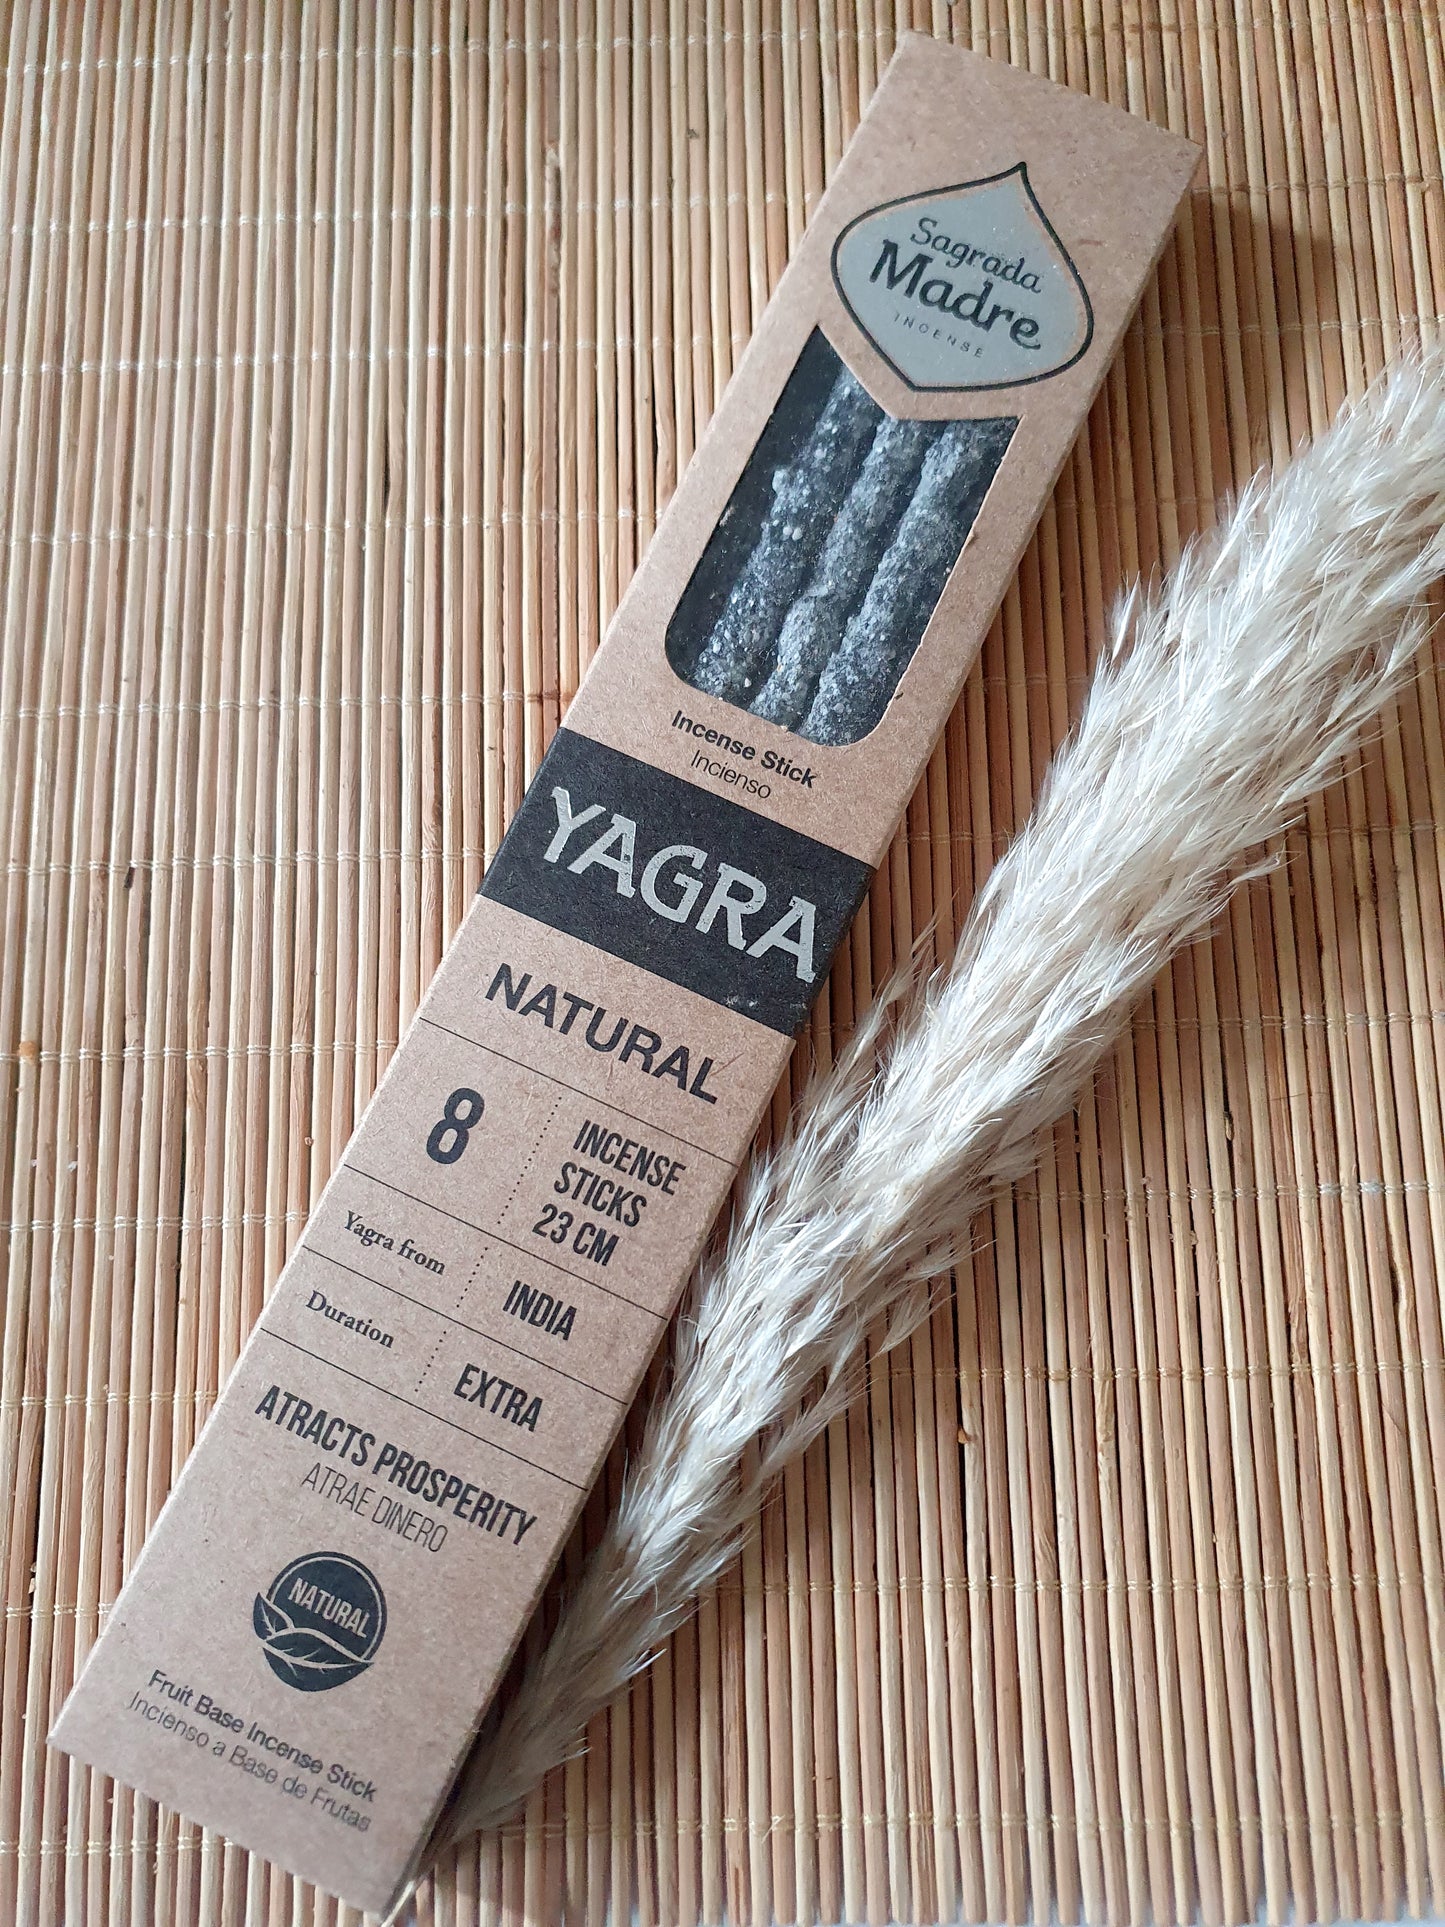 Sagrada
Madre
INCENSE
Incense Stick
Incienso
YAGRA
NATURAL
8
INCENSE
STICKS
23 CM
Yagra from
INDIA
Duration
EXTRA
ATRACTS PROSPERITY
ATRAE DINERO
NATURAL
Fruit Base Incense Stick
Incienso a Base de Frutas